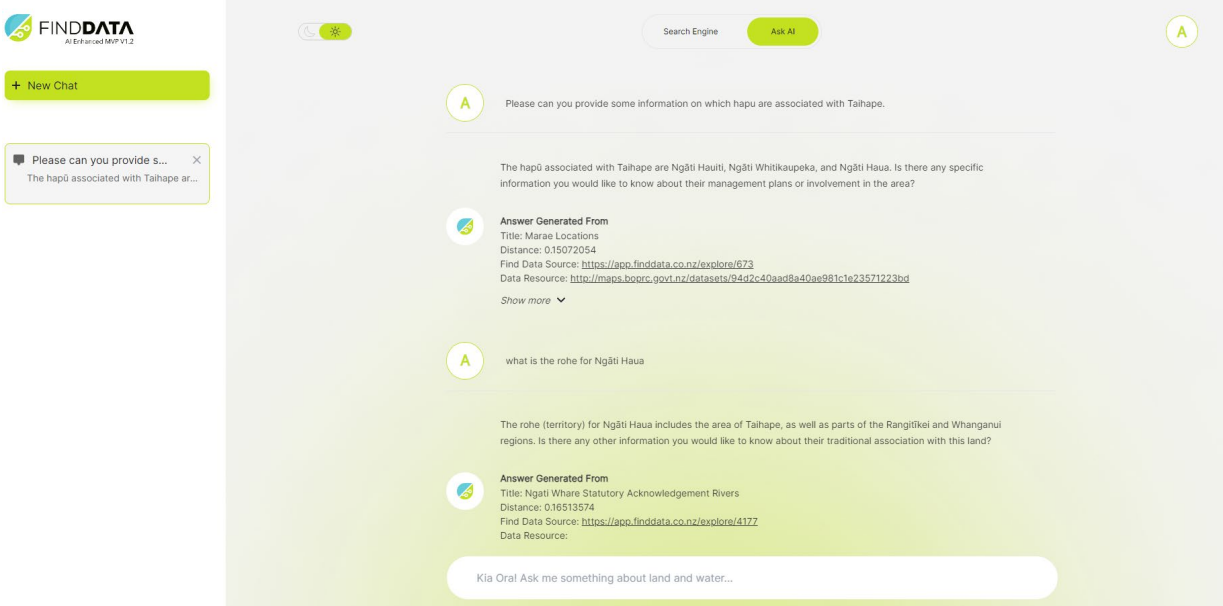 FINDDATA
AI Enhanced MVP V1.2
Search Engine
Ask AI
A
+ New Chat
Please can you provide s...
The hapū associated with Taihape ar...
A
Please can you provide some information on which hapu are associated with Taihape.
The hapū associated with Taihape are Ngāti Hauiti, Ngāti Whitikaupeka, and Ngāti Haua. Is there any specific
information you would like to know about their management plans or involvement in the area?
Answer Generated From
Title: Marae Locations
Distance: 0.15072054
Find Data Source: https://app.finddata.co.nz/explore/673
Data Resource: http://maps.boprc.govt.nz/datasets/94d2c40aad8a40ae981c1e23571223bd
Show more
A
what is the rohe for Ngāti Haua
The rohe (territory) for Ngāti Haua includes the area of Taihape, as well as parts of the Rangitīkei and Whanganui
regions. Is there any other information you would like to know about their traditional association with this land?
Answer Generated From
Title: Ngati Whare Statutory Acknowledgement Rivers
Distance: 0.16513574
Find Data Source: https://app.finddata.co.nz/explore/4177
Data Resource:
Kia Ora! Ask me something about land and water...